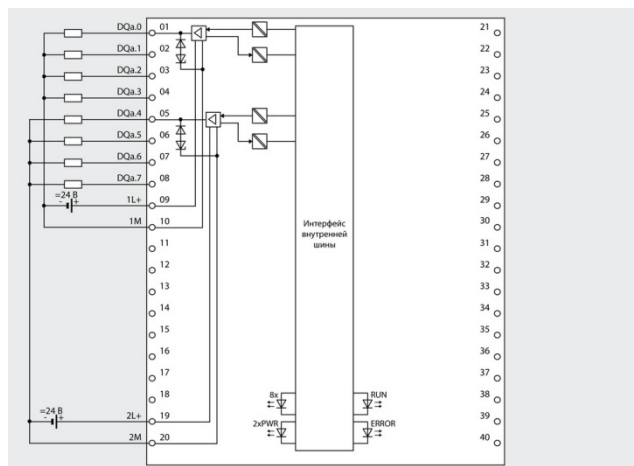 DQa.0 01 21
DQa.1 02 22
DQa.2 03 23
DQa.3 04 24
DQa.4 05 25
DQa.5 06 26
DQa.6 07 27
DQa.7 08 28
=24 В
- +
1L+ 09 29
1M 10 30
Интерфейс
внутренней
шины
11 31
12 32
13 33
14 34
15 35
16 36
17 37
8x RUN
18 38
=24 В
- +
2L+ 19 39
2xPWR ERROR
2M 20 40